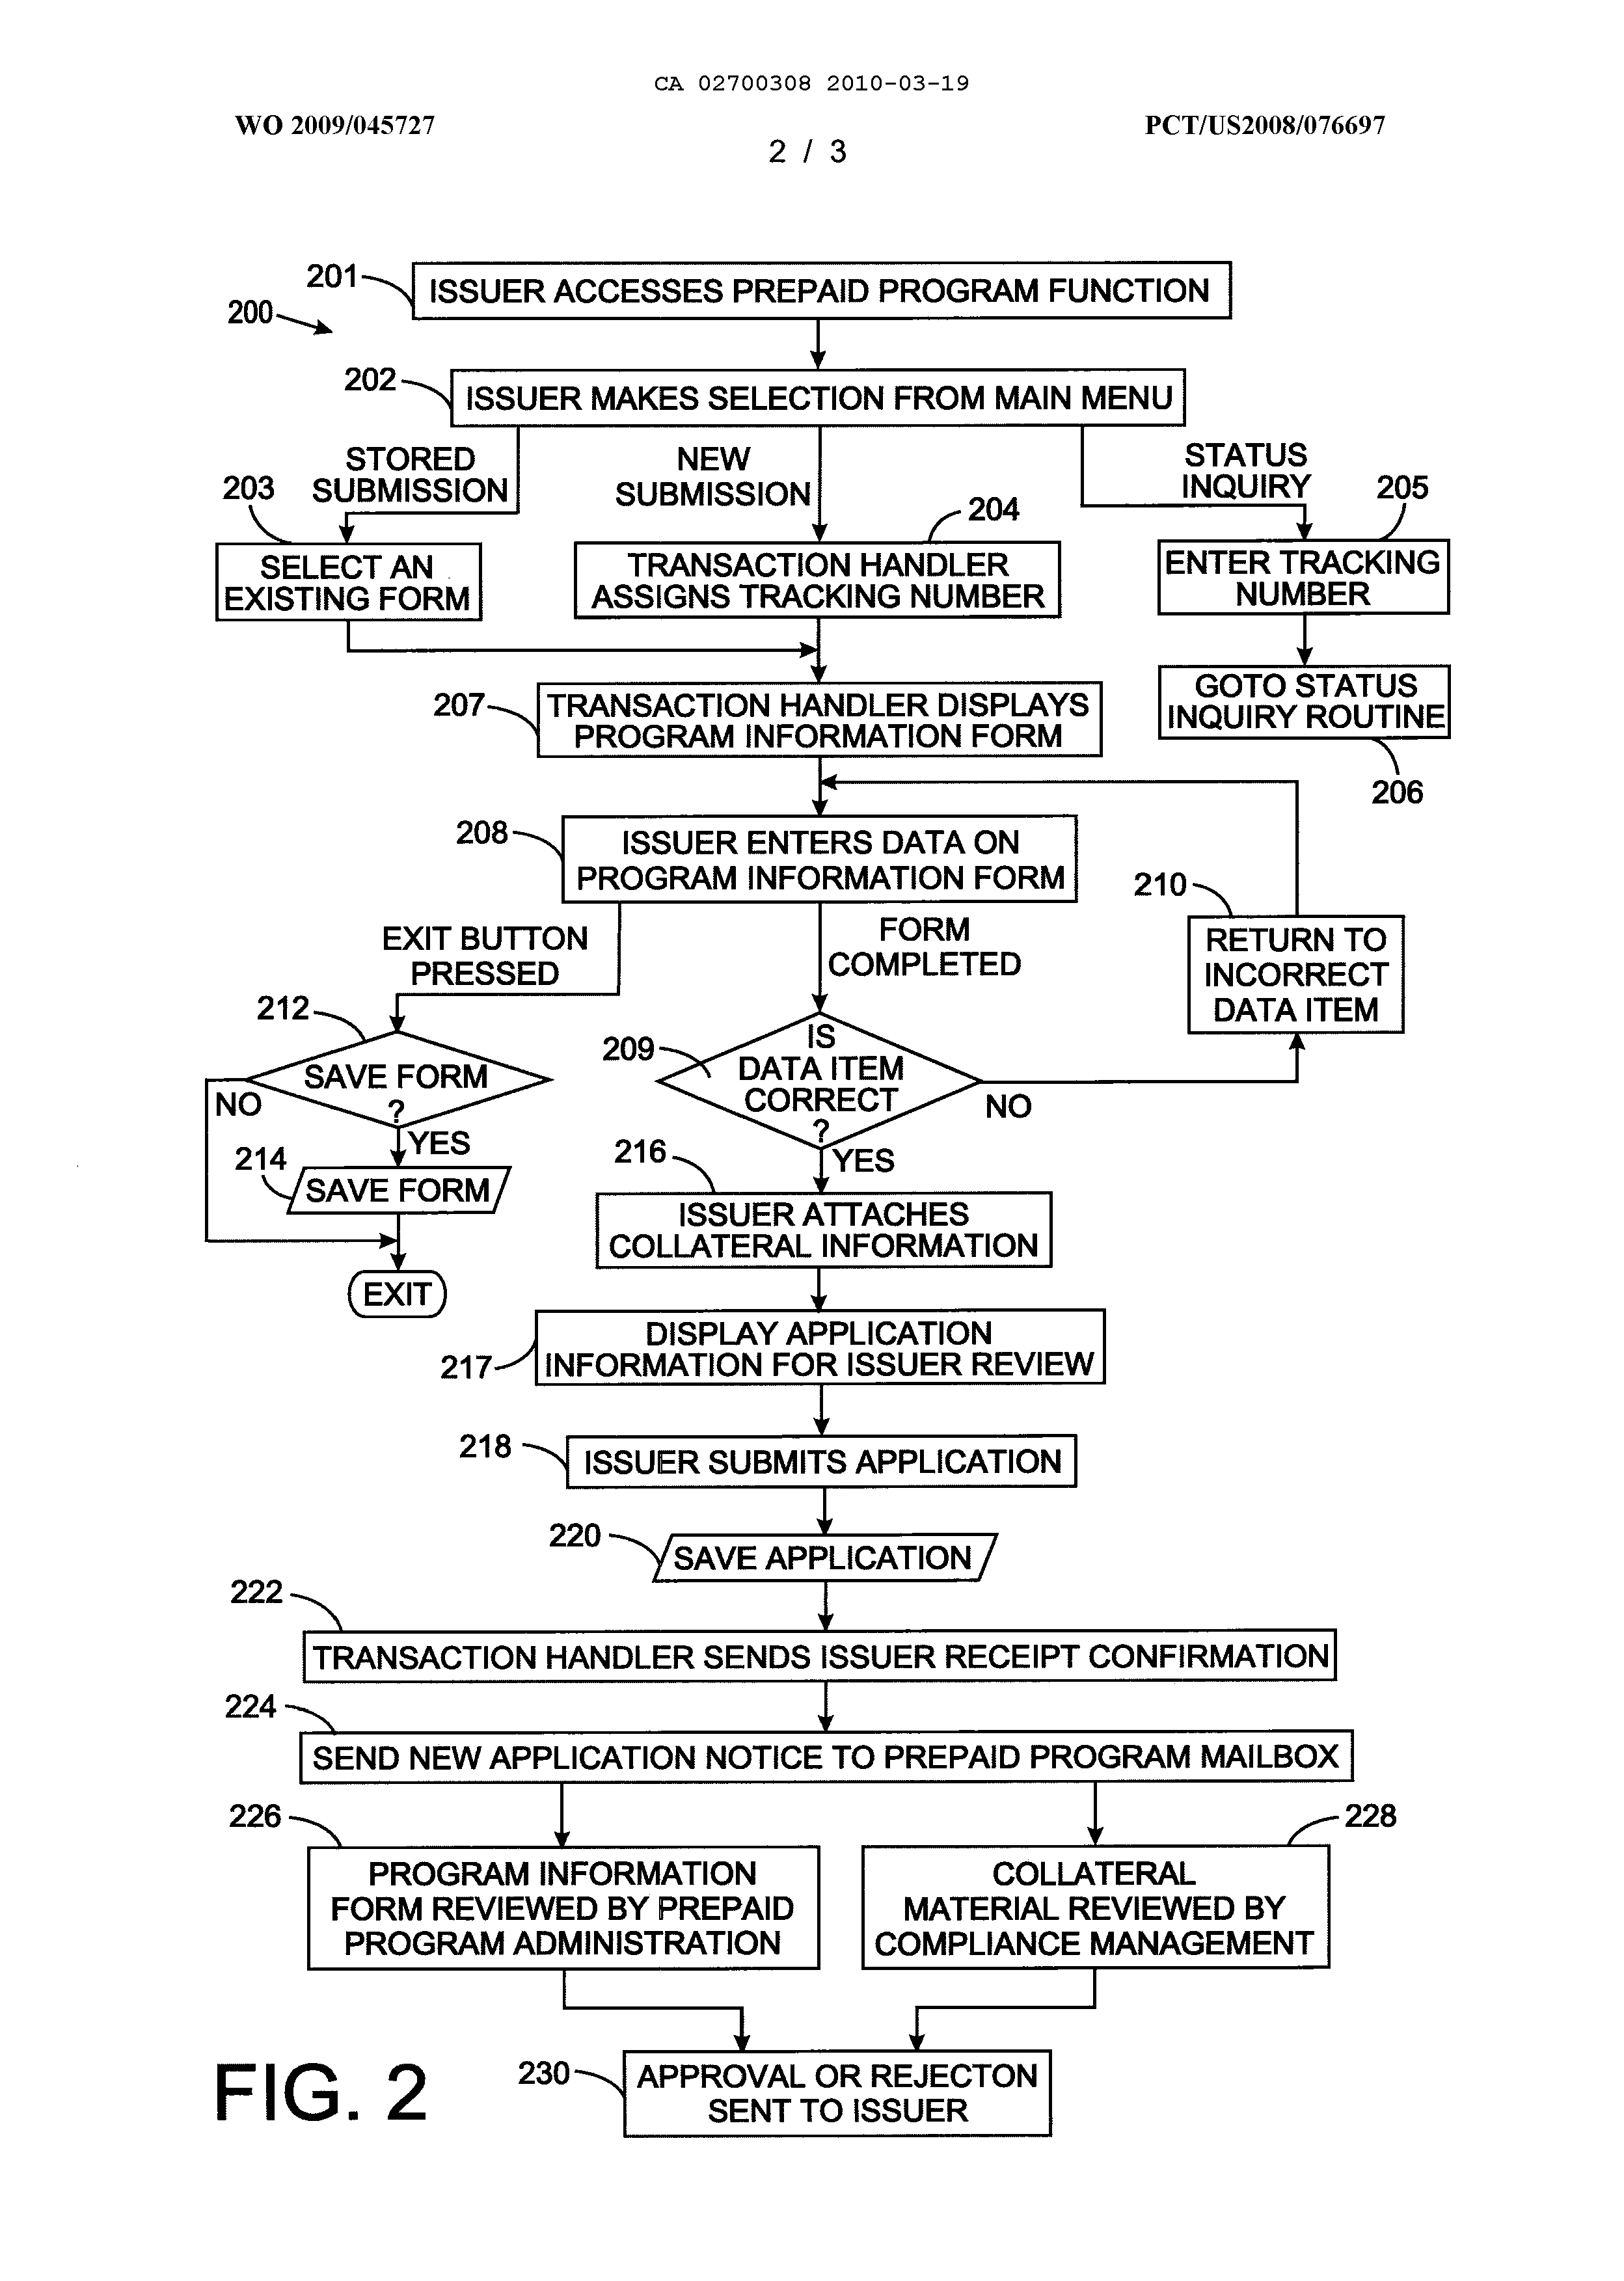 CA 02700308 2010-03-19
WO 2009/045727
PCT/US2008/076697
2 / 3
201
ISSUER ACCESSES PREPAID PROGRAM FUNCTION
200
202
ISSUER MAKES SELECTION FROM MAIN MENU
STORED
SUBMISSION
NEW
SUBMISSION
STATUS
INQUIRY
203
204
205
SELECT AN
EXISTING FORM
TRANSACTION HANDLER
ASSIGNS TRACKING NUMBER
ENTER TRACKING
NUMBER
207
TRANSACTION HANDLER DISPLAYS
PROGRAM INFORMATION FORM
GOTO STATUS
INQUIRY ROUTINE
206
208
ISSUER ENTERS DATA ON
PROGRAM INFORMATION FORM
210
RETURN TO
INCORRECT
DATA ITEM
EXIT BUTTON
PRESSED
FORM
COMPLETED
212
SAVE FORM
?
NO
YES
209
IS
DATA ITEM
CORRECT
?
NO
YES
214
SAVE FORM
EXIT
216
ISSUER ATTACHES
COLLATERAL INFORMATION
217
DISPLAY APPLICATION
INFORMATION FOR ISSUER REVIEW
218
ISSUER SUBMITS APPLICATION
220
SAVE APPLICATION
222
TRANSACTION HANDLER SENDS ISSUER RECEIPT CONFIRMATION
224
SEND NEW APPLICATION NOTICE TO PREPAID PROGRAM MAILBOX
226
PROGRAM INFORMATION
FORM REVIEWED BY PREPAID
PROGRAM ADMINISTRATION
228
COLLATERAL
MATERIAL REVIEWED BY
COMPLIANCE MANAGEMENT
230
APPROVAL OR REJECTON
SENT TO ISSUER
FIG. 2